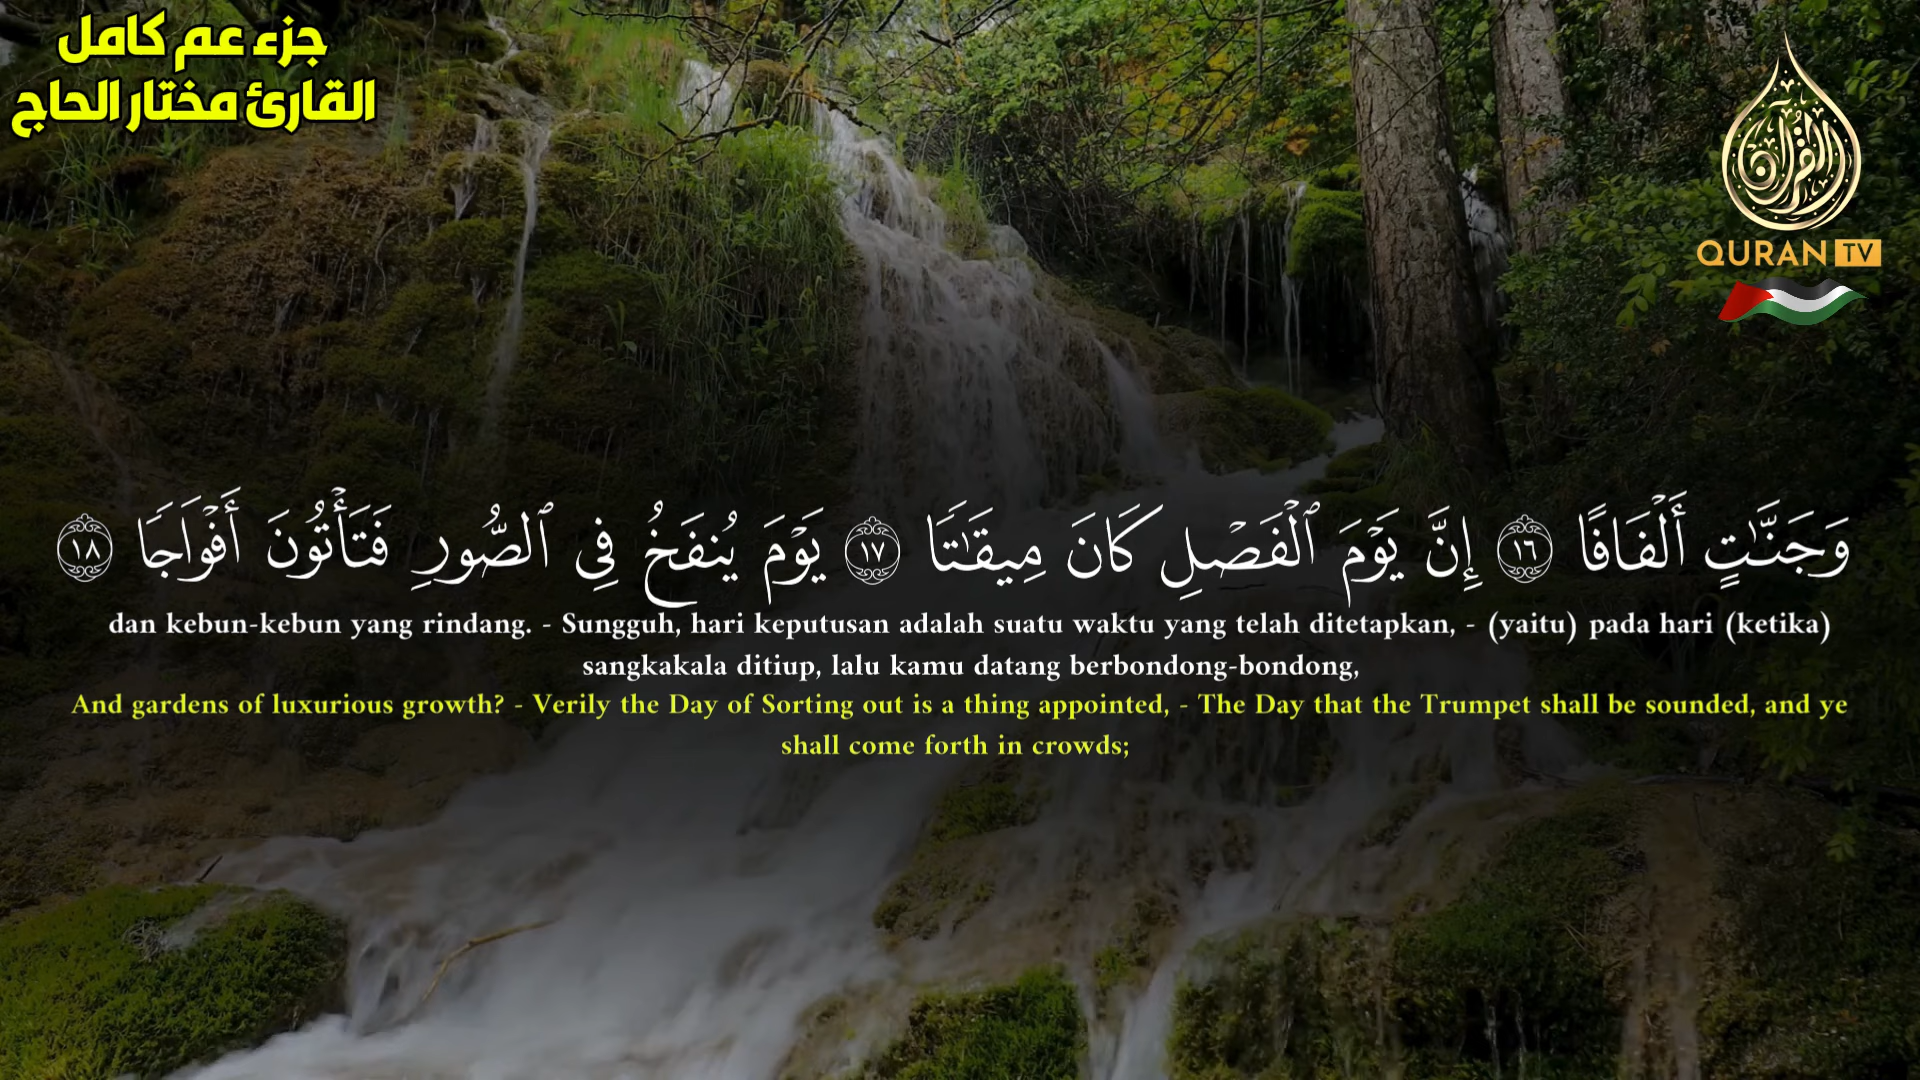 جزء عم كامل
القارئ مختار الحاج
القرآن
QURAN TV
وَجَنَّٰتٍ أَلْفَافًا ١٦ إِنَّ يَوْمَ ٱلْفَصْلِ كَانَ مِيقَٰتًا ١٧ يَوْمَ يُنفَخُ فِى ٱلصُّورِ فَتَأْتُونَ أَفْوَاجًا ١٨
dan kebun-kebun yang rindang. - Sungguh, hari keputusan adalah suatu waktu yang telah ditetapkan, - (yaitu) pada hari (ketika)
sangkakala ditiup, lalu kamu datang berbondong-bondong,
And gardens of luxurious growth? - Verily the Day of Sorting out is a thing appointed, - The Day that the Trumpet shall be sounded, and ye
shall come forth in crowds;